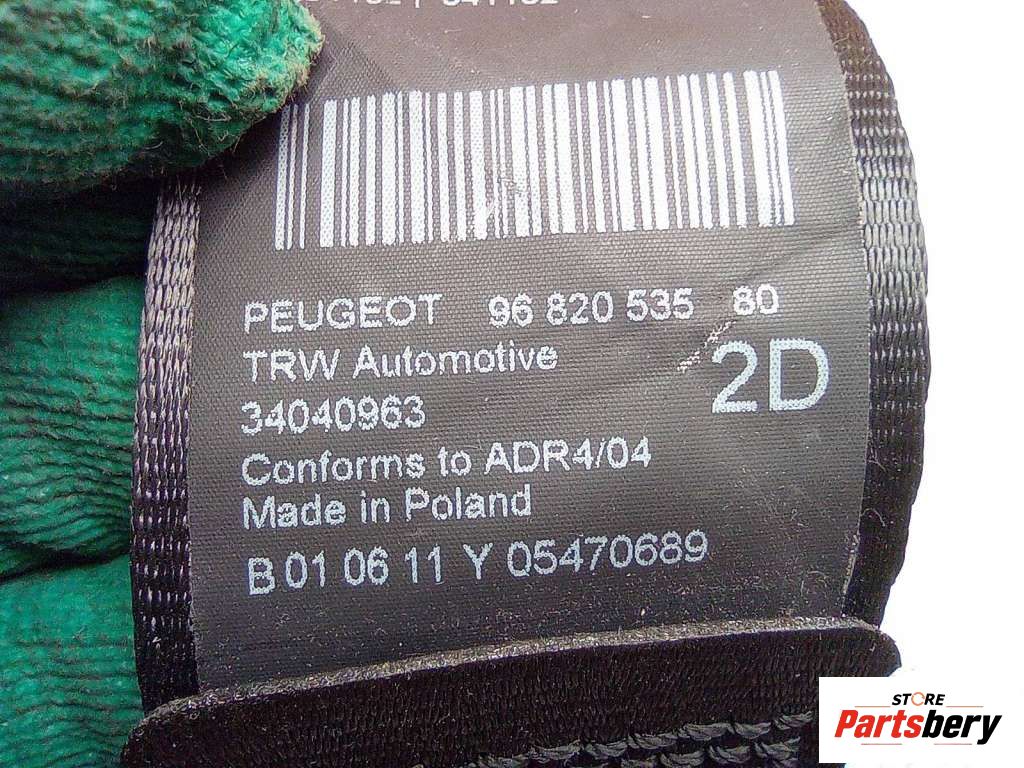 PEUGEOT 96 820 535 80
TRW Automotive
2D
34040963
Conforms to ADR4/04
Made in Poland
B 01 06 11 Y 05470689
STORE
Partsbery